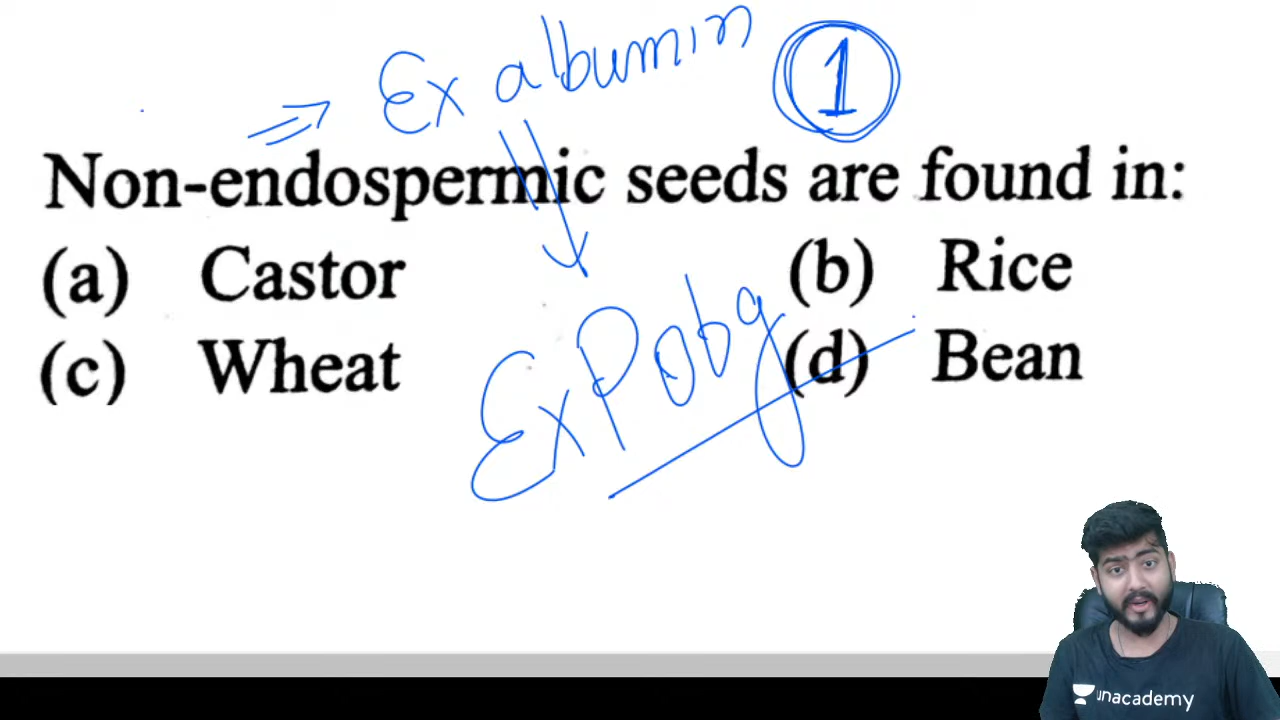 ⇒ Ex albumin 1
Non-endospermic seeds are found in:
(a) Castor (b) Rice
(c) Wheat (d) Bean
ExPobg
unacademy